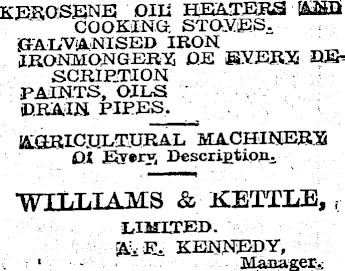 KEROSENE OIL HEATERS AND
COOKING STOVES.
GALVANISED IRON
IRONMONGERY OF EVERY DE-
SCRIPTION
PAINTS, OILS
DRAIN PIPES.
AGRICULTURAL MACHINERY
Of Every Description.
WILLIAMS & KETTLE,
LIMITED.
A. F. KENNEDY,
Manager.